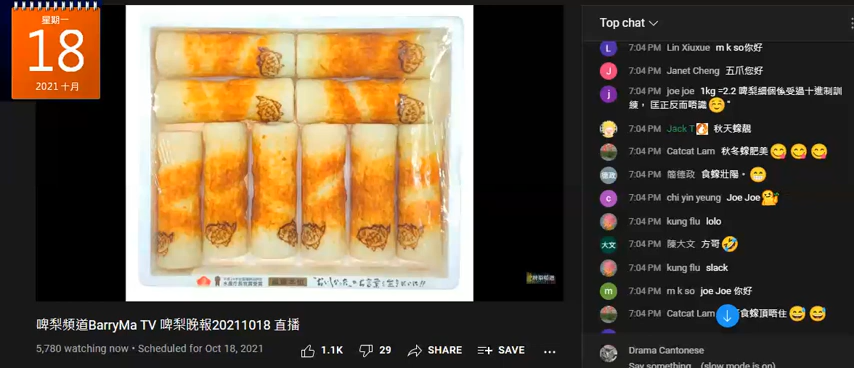 星期一
18
2021 十月
啤梨頻道BarryMa TV 啤梨晚報20211018 直播
5,780 watching now • Scheduled for Oct 18, 2021
1.1K
29
SHARE
SAVE
Top chat
7:04 PM Lin Xiuxue m k so你好
7:04 PM Janet Cheng 五爪您好
7:04 PM joe joe 1kg =2.2 啤梨細個係受過十進制訓
練， 匡正反而唔識😊"
7:04 PM Jack T 秋天蠔靚
7:04 PM Catcat Lam 秋冬蠔肥美😋😋😋
7:04 PM 簡德政 食蠔壯陽。😁
7:04 PM chi yin yeung Joe Joe🤗
7:04 PM kung flu lolo
大文 7:04 PM 陳大文 方哥🤣
7:04 PM kung flu slack
7:04 PM m k so joe Joe 你好
7:04 PM Catcat Lam 食蠔頂唔住😅😅
Drama Cantonese
Say something... (slow mode is on)